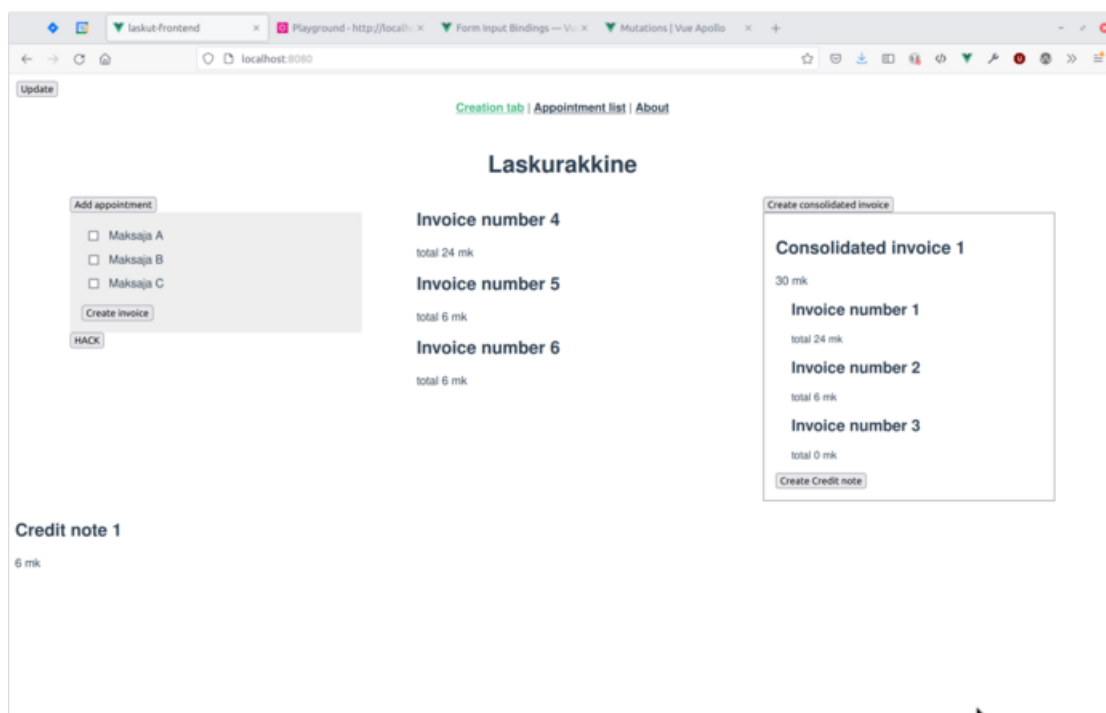 laskut-frontend
Playground - http://localh
Form Input Bindings — Vu
Mutations | Vue Apollo
localhost:8080
Update
Creation tab | Appointment list | About
Laskurakkine
Add appointment
Maksaja A
Maksaja B
Maksaja C
Create invoice
HACK
Invoice number 4
total 24 mk
Invoice number 5
total 6 mk
Invoice number 6
total 6 mk
Create consolidated invoice
Consolidated invoice 1
30 mk
Invoice number 1
total 24 mk
Invoice number 2
total 6 mk
Invoice number 3
total 0 mk
Create Credit note
Credit note 1
6 mk